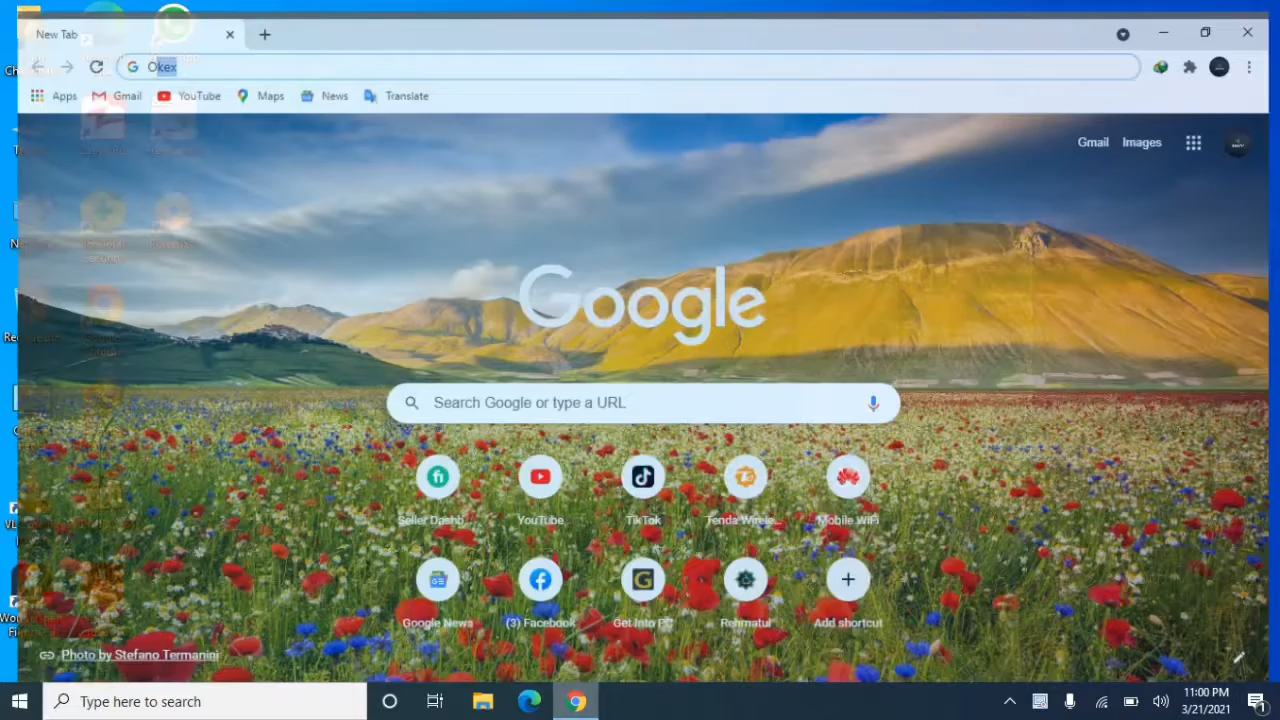 New Tab
Okex
Apps
Gmail
YouTube
Maps
News
Translate
Gmail
Images
Google
Search Google or type a URL
Seller Dashb...
YouTube
TikTok
Tenda Wirele...
Mobile WiFi
Google News
(3) Facebook
Get Into PC
Rehmatul
Add shortcut
Photo by Stefano Termanini
Type here to search
11:00 PM
3/21/2021
1